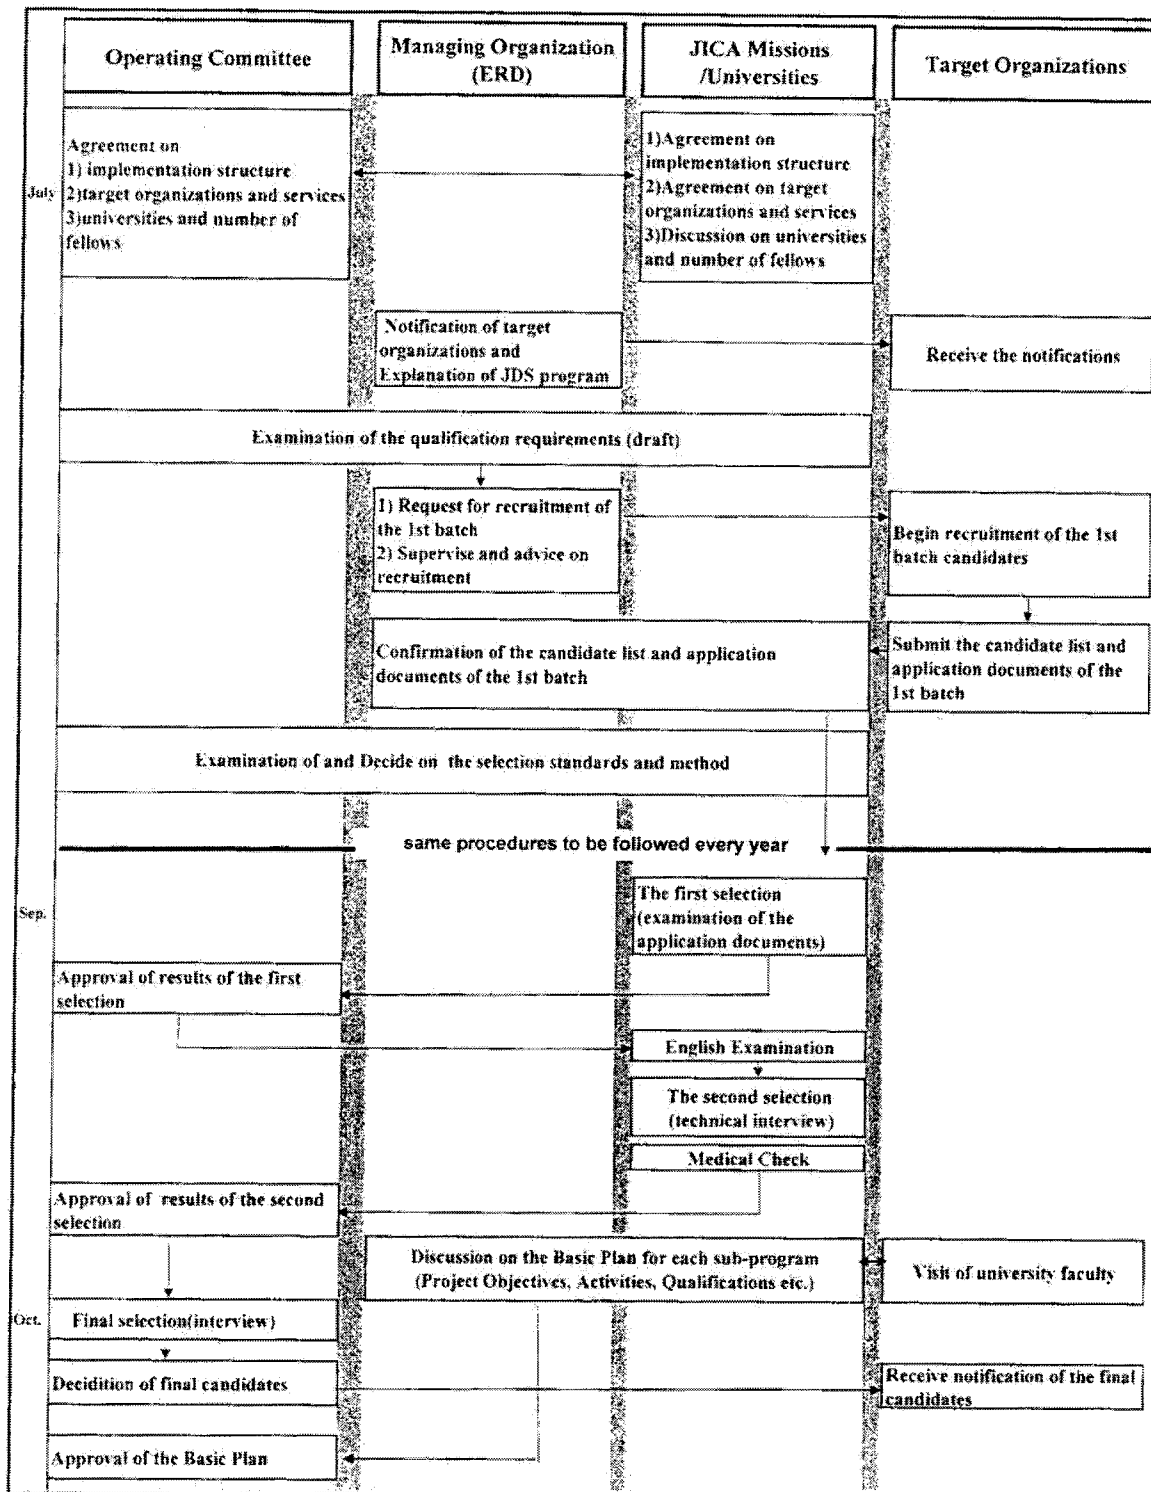 Operating Committee
Managing Organization
(ERD)
JICA Missions
/Universities
Target Organizations
July
Agreement on
1) implementation structure
2)target organizations and services
3)universities and number of
fellows
1)Agreement on
implementation structure
2)Agreement on target
organizations and services
3)Discussion on universities
and number of fellows
Notification of target
organizations and
Explanation of JDS program
Receive the notifications
Examination of the qualification requirements (draft)
1) Request for recruitment of
the 1st batch
2) Supervise and advice on
recruitment
Begin recruitment of the 1st
batch candidates
Confirmation of the candidate list and application
documents of the 1st batch
Submit the candidate list and
application documents of the
1st batch
Examination of and Decide on the selection standards and method
same procedures to be followed every year
Sep.
The first selection
(examination of the
application documents)
Approval of results of the first
selection
English Examination
The second selection
(technical interview)
Medical Check
Approval of results of the second
selection
Discussion on the Basic Plan for each sub-program
(Project Objectives, Activities, Qualifications etc.)
Visit of university faculty
Oct.
Final selection(interview)
Decidition of final candidates
Receive notification of the final
candidates
Approval of the Basic Plan